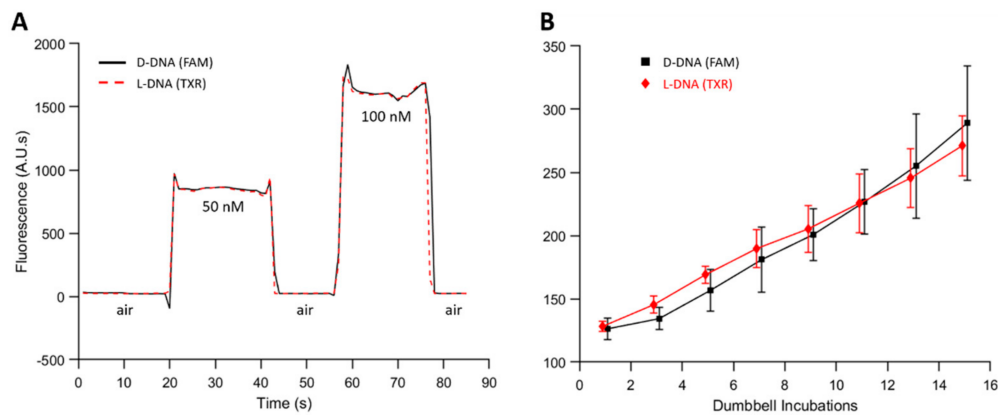 A
Fluorescence (A.U.s)
2000
1500
1000
500
0
-500
D-DNA (FAM)
L-DNA (TXR)
100 nM
50 nM
air
air
air
0 10 20 30 40 50 60 70 80 90
Time (s)
B
350
300
250
200
150
100
D-DNA (FAM)
L-DNA (TXR)
0 2 4 6 8 10 12 14 16
Dumbbell Incubations